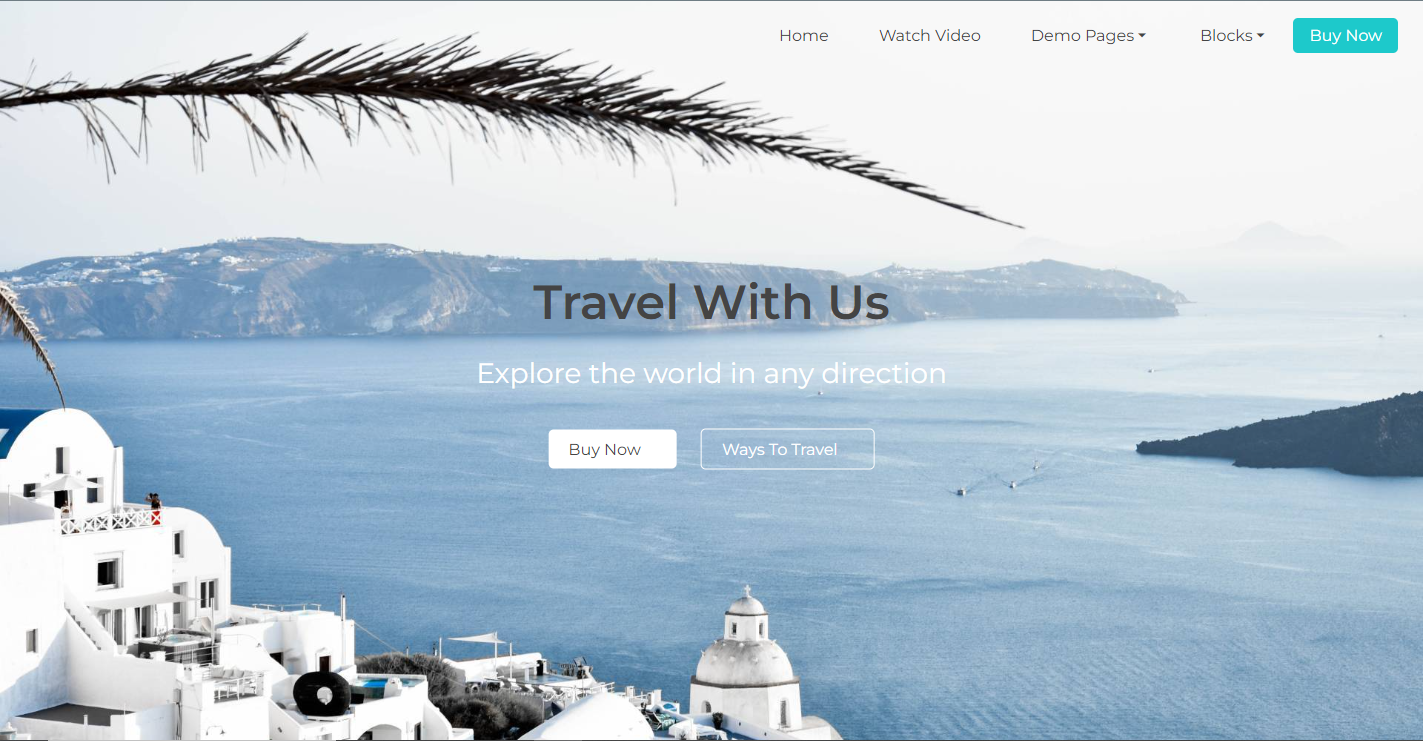 Home Watch Video Demo Pages Blocks Buy Now
Travel With Us
Explore the world in any direction
Buy Now Ways To Travel